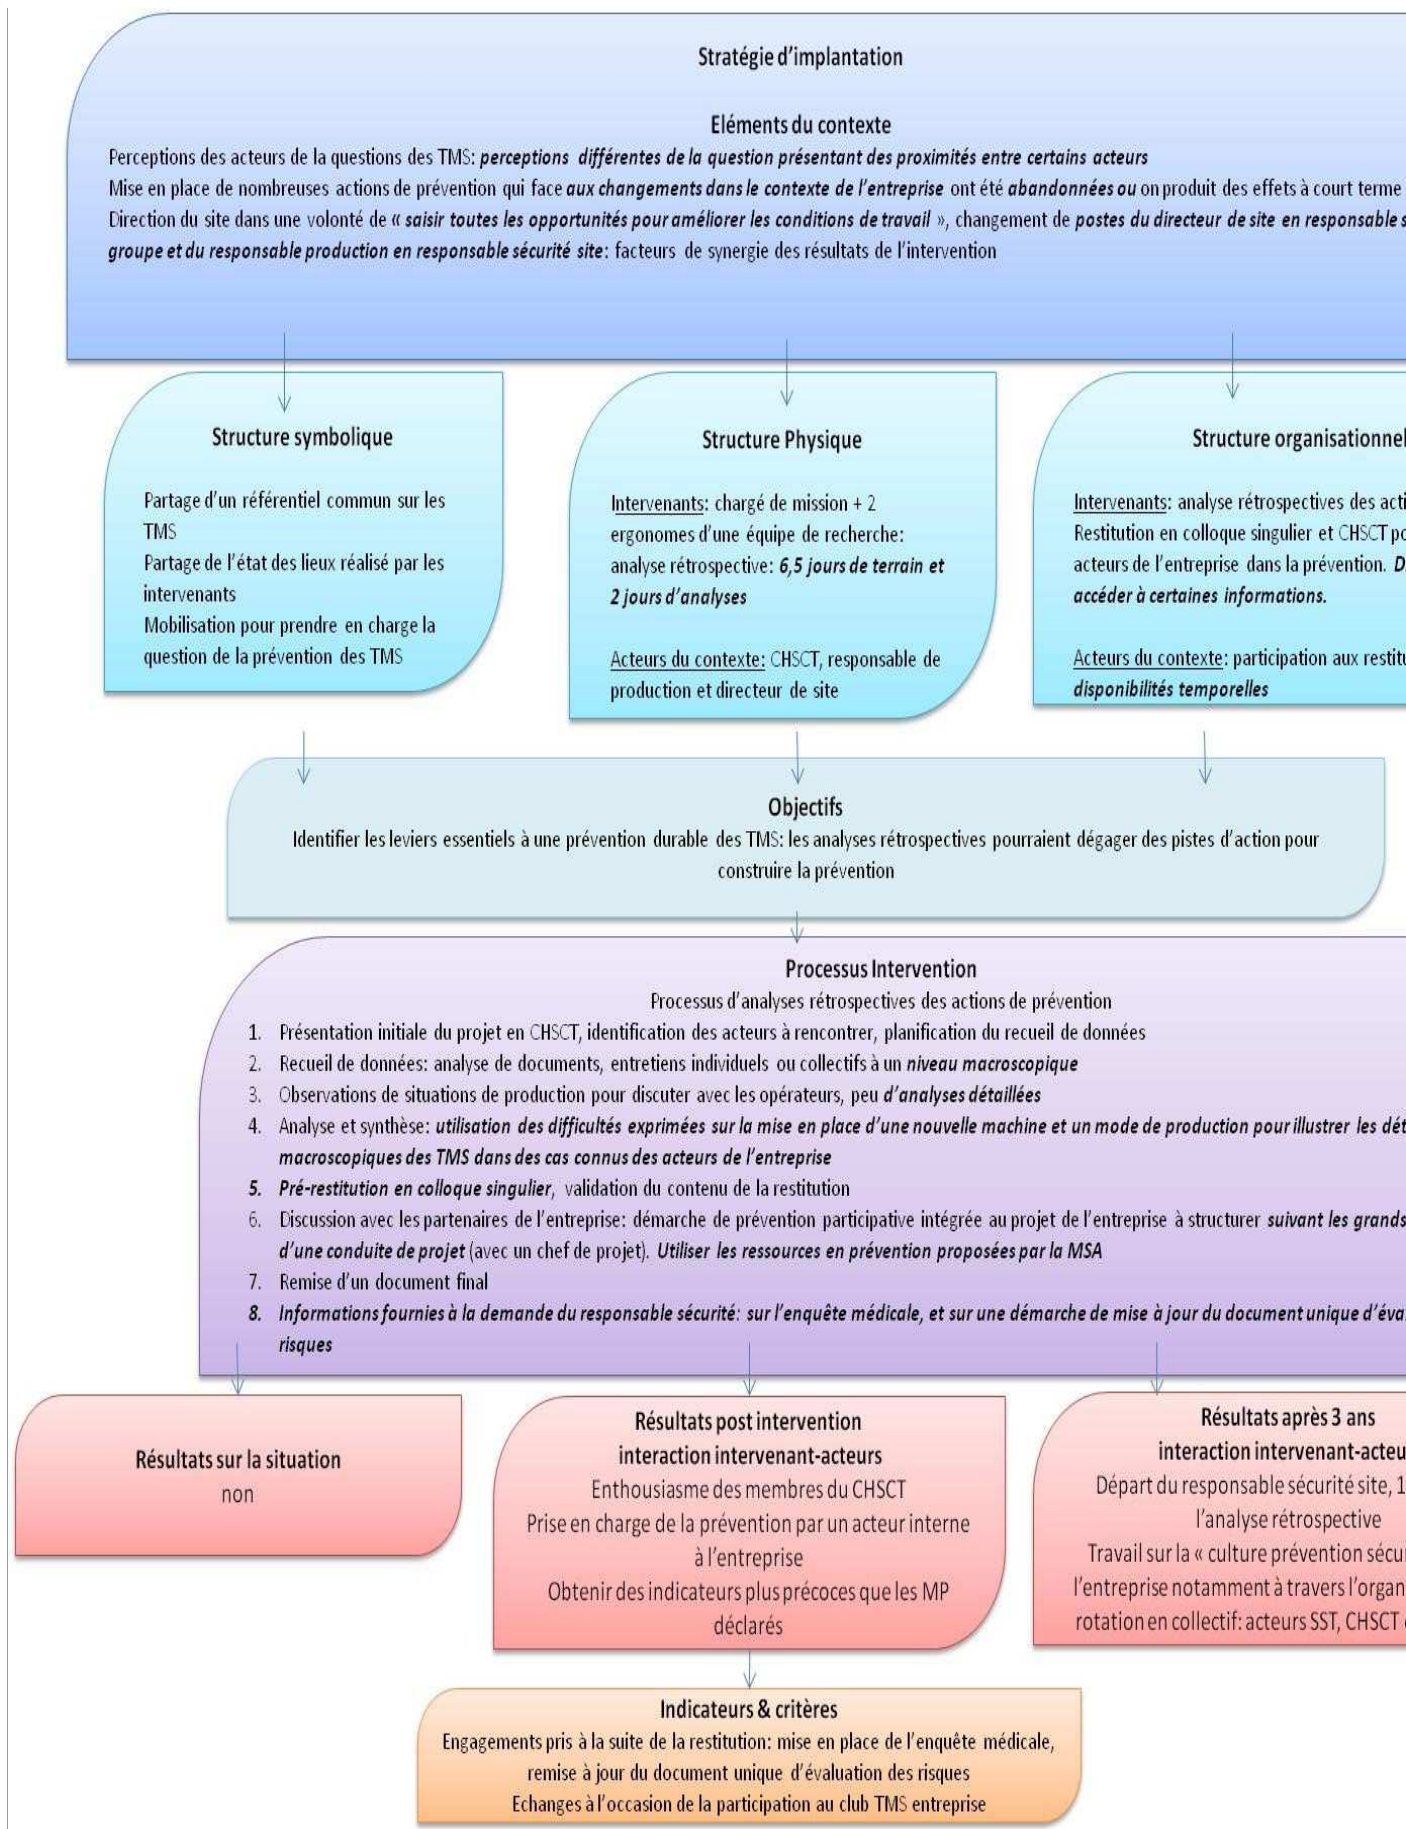 Stratégie d'implantation
Eléments du contexte
Perceptions des acteurs de la questions des TMS: perceptions différentes de la question présentant des proximités entre certains acteurs
Mise en place de nombreuses actions de prévention qui face aux changements dans le contexte de l'entreprise ont été abandonnées ou on produit des effets à court terme
Direction du site dans une volonté de « saisir toutes les opportunités pour améliorer les conditions de travail », changement de postes du directeur de site en responsable
groupe et du responsable production en responsable sécurité site: facteurs de synergie des résultats de l'intervention
Structure symbolique
Partage d'un référentiel commun sur les
TMS
Partage de l'état des lieux réalisé par les
intervenants
Mobilisation pour prendre en charge la
question de la prévention des TMS
Structure Physique
Intervenants: chargé de mission + 2
ergonomes d'une équipe de recherche:
analyse rétrospective: 6,5 jours de terrain et
2 jours d'analyses
Acteurs du contexte: CHSCT, responsable de
production et directeur de site
Structure organisationnel
Intervenants: analyse rétrospectives des acti
Restitution en colloque singulier et CHSCT po
acteurs de l'entreprise dans la prévention. D
accéder à certaines informations.
Acteurs du contexte: participation aux restitu
disponibilités temporelles
Objectifs
Identifier les leviers essentiels à une prévention durable des TMS: les analyses rétrospectives pourraient dégager des pistes d'action pour
construire la prévention
Processus Intervention
Processus d'analyses rétrospectives des actions de prévention
1. Présentation initiale du projet en CHSCT, identification des acteurs à rencontrer, planification du recueil de données
2. Recueil de données: analyse de documents, entretiens individuels ou collectifs à un niveau macroscopique
3. Observations de situations de production pour discuter avec les opérateurs, peu d'analyses détaillées
4. Analyse et synthèse: utilisation des difficultés exprimées sur la mise en place d'une nouvelle machine et un mode de production pour illustrer les dét
macroscopiques des TMS dans des cas connus des acteurs de l'entreprise
5. Pré-restitution en colloque singulier, validation du contenu de la restitution
6. Discussion avec les partenaires de l'entreprise: démarche de prévention participative intégrée au projet de l'entreprise à structurer suivant les grands
d'une conduite de projet (avec un chef de projet). Utiliser les ressources en prévention proposées par la MSA
7. Remise d'un document final
8. Informations fournies à la demande du responsable sécurité: sur l'enquête médicale, et sur une démarche de mise à jour du document unique d'éva
risques
Résultats sur la situation
non
Résultats post intervention
interaction intervenant-acteurs
Enthousiasme des membres du CHSCT
Prise en charge de la prévention par un acteur interne
à l'entreprise
Obtenir des indicateurs plus précoces que les MP
déclarés
Résultats après 3 ans
interaction intervenant-acteu
Départ du responsable sécurité site, 1
l'analyse rétrospective
Travail sur la « culture prévention sécur
l'entreprise notamment à travers l'organ
rotation en collectif: acteurs SST, CHSCT
Indicateurs & critères
Engagements pris à la suite de la restitution: mise en place de l'enquête médicale,
remise à jour du document unique d'évaluation des risques
Echanges à l'occasion de la participation au club TMS entreprise